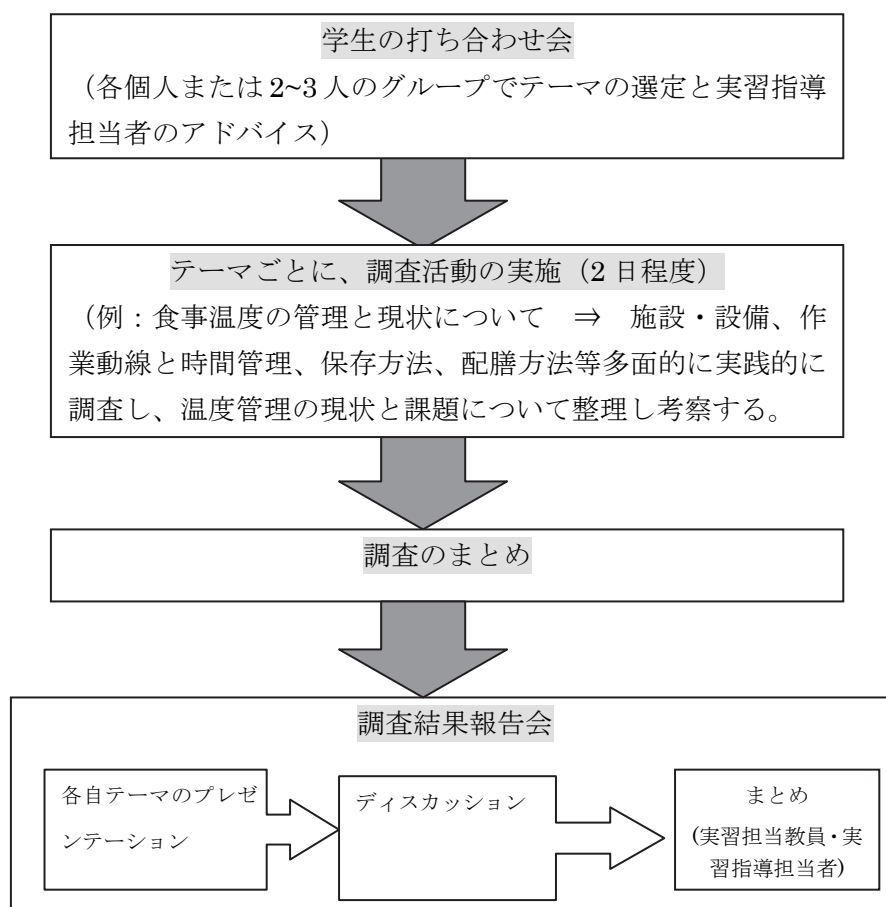 学生の打ち合わせ会
（各個人または2~3人のグループでテーマの選定と実習指導
担当者のアドバイス）
テーマごとに、調査活動の実施（2日程度）
（例：食事温度の管理と現状について　⇒　施設・設備、作
業動線と時間管理、保存方法、配膳方法等多面的に実践的に
調査し、温度管理の現状と課題について整理し考察する。
調査のまとめ
調査結果報告会
各自テーマのプレゼ
ンテーション
ディスカッション
まとめ
(実習担当教員・実
習指導担当者)